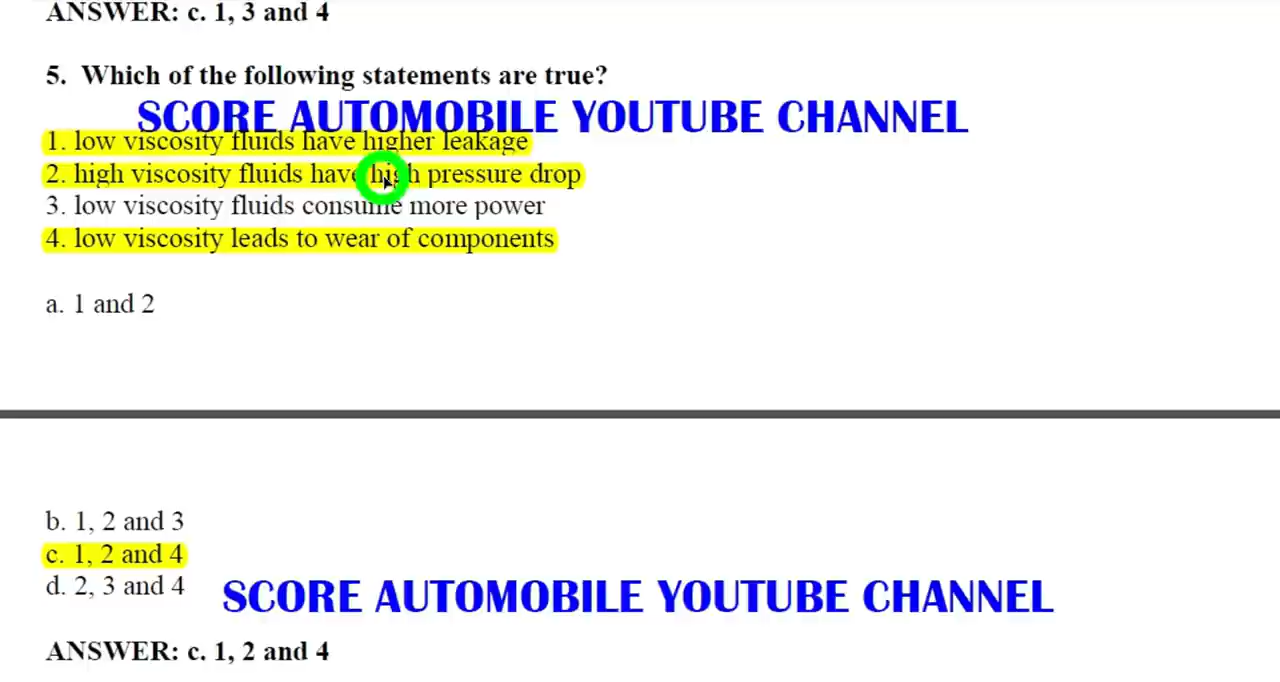 ANSWER: c. 1, 3 and 4
5. Which of the following statements are true?
SCORE AUTOMOBILE YOUTUBE CHANNEL
1. low viscosity fluids have higher leakage
2. high viscosity fluids have high pressure drop
3. low viscosity fluids consume more power
4. low viscosity leads to wear of components
a. 1 and 2
b. 1, 2 and 3
c. 1, 2 and 4
d. 2, 3 and 4
SCORE AUTOMOBILE YOUTUBE CHANNEL
ANSWER: c. 1, 2 and 4